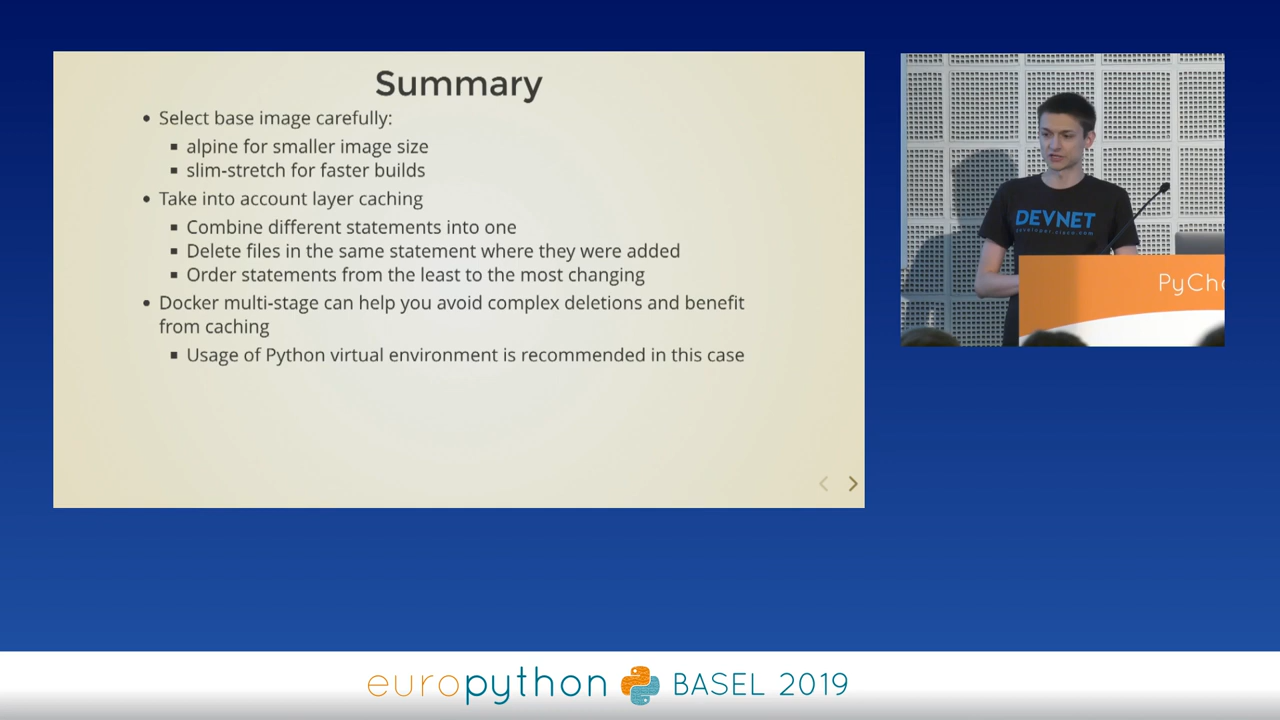 Summary
Select base image carefully:
alpine for smaller image size
slim-stretch for faster builds
Take into account layer caching
Combine different statements into one
Delete files in the same statement where they were added
Order statements from the least to the most changing
Docker multi-stage can help you avoid complex deletions and benefit
from caching
Usage of Python virtual environment is recommended in this case
DEVNET
developer.cisco.com
PyCh
europython BASEL 2019